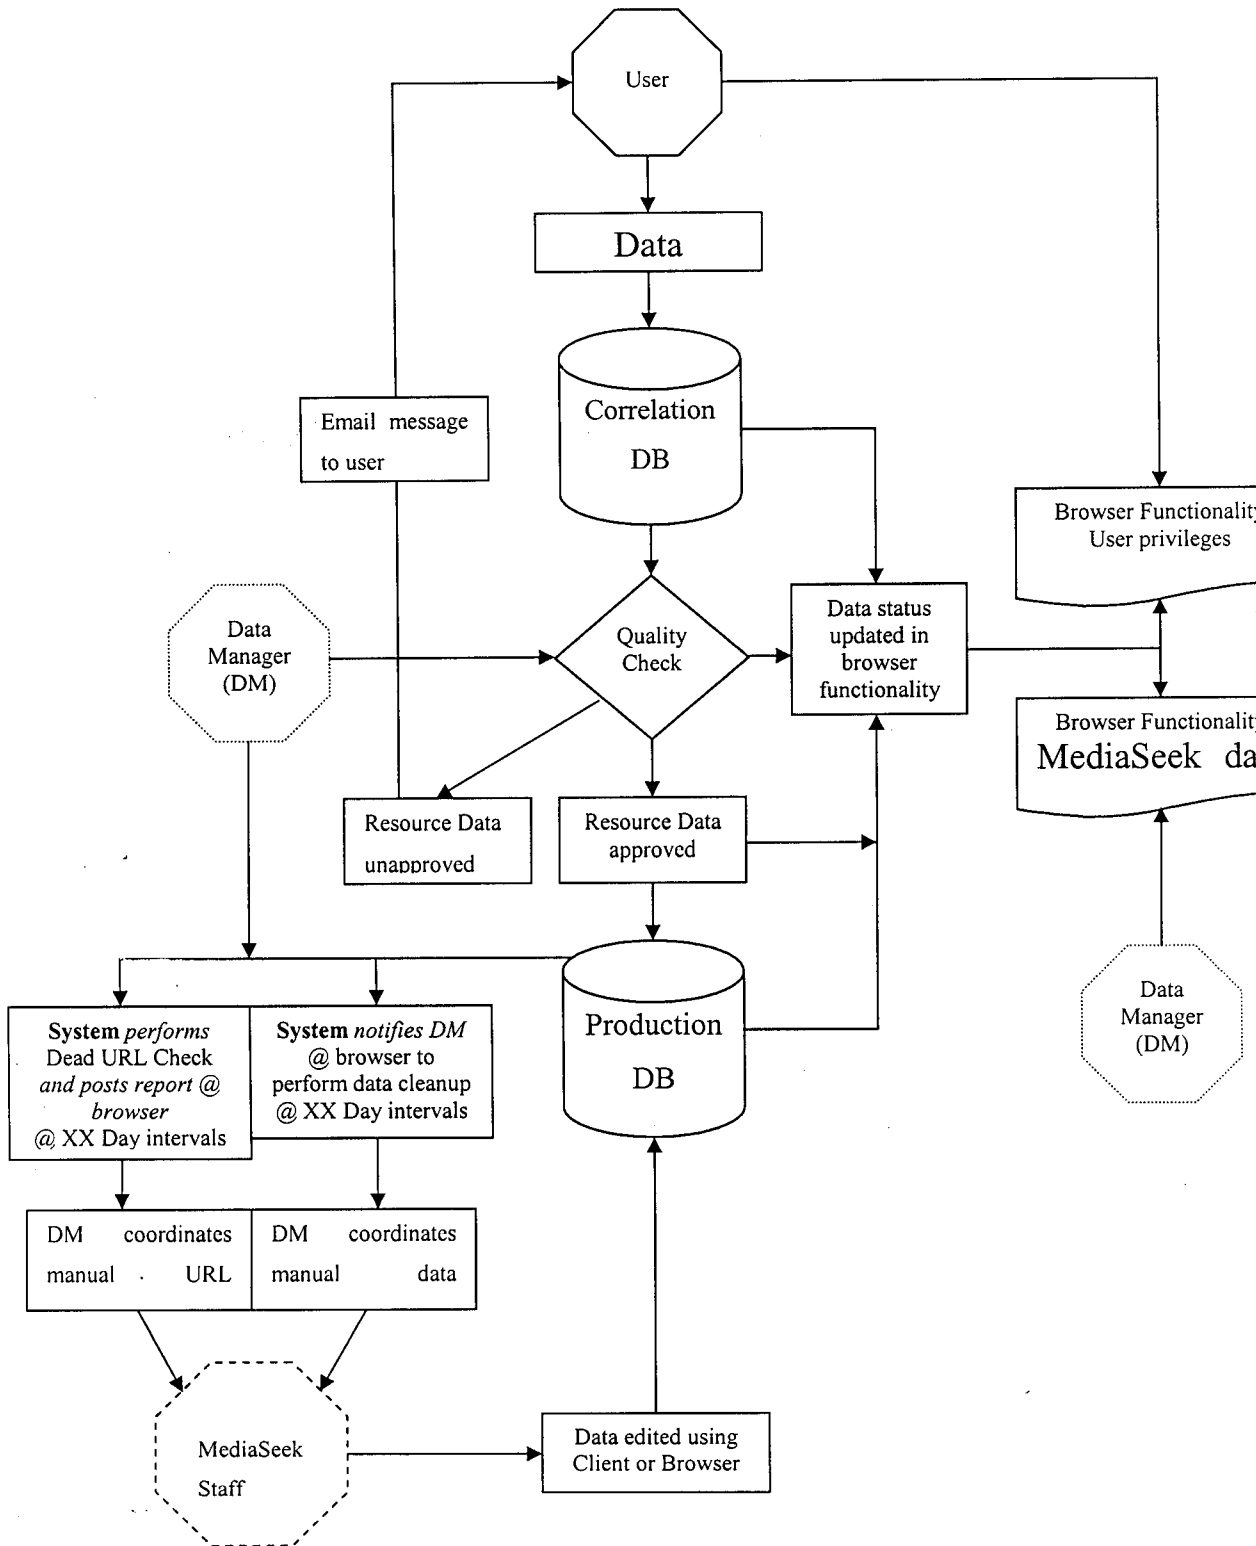 User
Data
Correlation
DB
Email message
to user
Browser Functionality
User privileges
Data
Manager
(DM)
Quality
Check
Data status
updated in
browser
functionality
Browser Functionality
MediaSeek da
Resource Data
unapproved
Resource Data
approved
Production
DB
Data
Manager
(DM)
System performs
Dead URL Check
and posts report @
browser
@ XX Day intervals
System notifies DM
@ browser to
perform data cleanup
@ XX Day intervals
DM coordinates
manual URL
DM coordinates
manual data
MediaSeek
Staff
Data edited using
Client or Browser